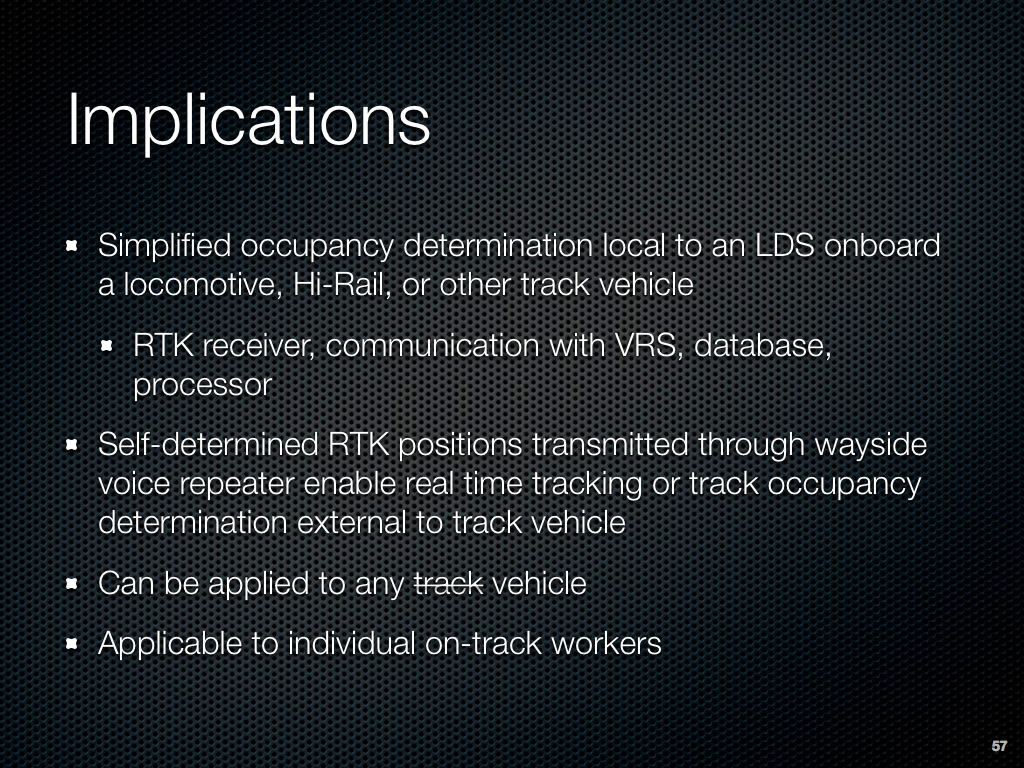 Implications
Simplified occupancy determination local to an LDS onboard
a locomotive, Hi-Rail, or other track vehicle
RTK receiver, communication with VRS, database,
processor
Self-determined RTK positions transmitted through wayside
voice repeater enable real time tracking or track occupancy
determination external to track vehicle
Can be applied to any track vehicle
Applicable to individual on-track workers
57